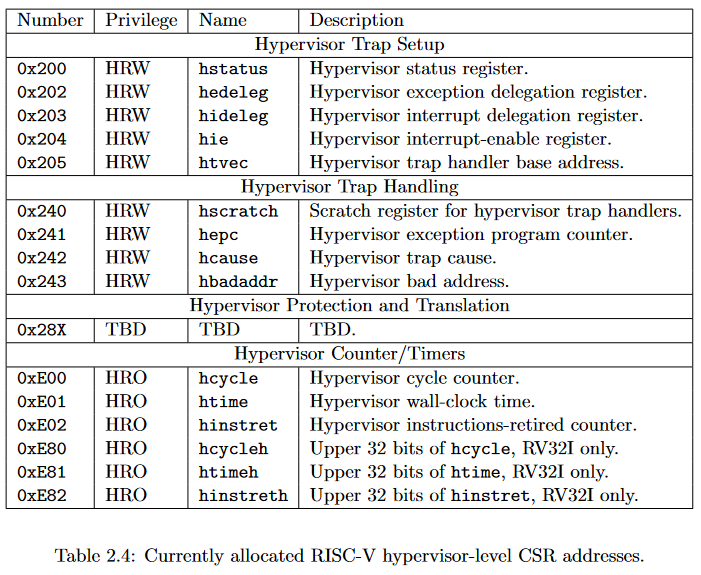 Number Privilege Name Description
Hypervisor Trap Setup
0x200 HRW hstatus Hypervisor status register.
0x202 HRW hedeleg Hypervisor exception delegation register.
0x203 HRW hideleg Hypervisor interrupt delegation register.
0x204 HRW hie Hypervisor interrupt-enable register.
0x205 HRW htvec Hypervisor trap handler base address.
Hypervisor Trap Handling
0x240 HRW hscratch Scratch register for hypervisor trap handlers.
0x241 HRW hepc Hypervisor exception program counter.
0x242 HRW hcause Hypervisor trap cause.
0x243 HRW hbadaddr Hypervisor bad address.
Hypervisor Protection and Translation
0x28X TBD TBD TBD.
Hypervisor Counter/Timers
0xE00 HRO hcycle Hypervisor cycle counter.
0xE01 HRO htime Hypervisor wall-clock time.
0xE02 HRO hinstret Hypervisor instructions-retired counter.
0xE80 HRO hcycleh Upper 32 bits of hcycle, RV32I only.
0xE81 HRO htimeh Upper 32 bits of htime, RV32I only.
0xE82 HRO hinstreth Upper 32 bits of hinstret, RV32I only.
Table 2.4: Currently allocated RISC-V hypervisor-level CSR addresses.